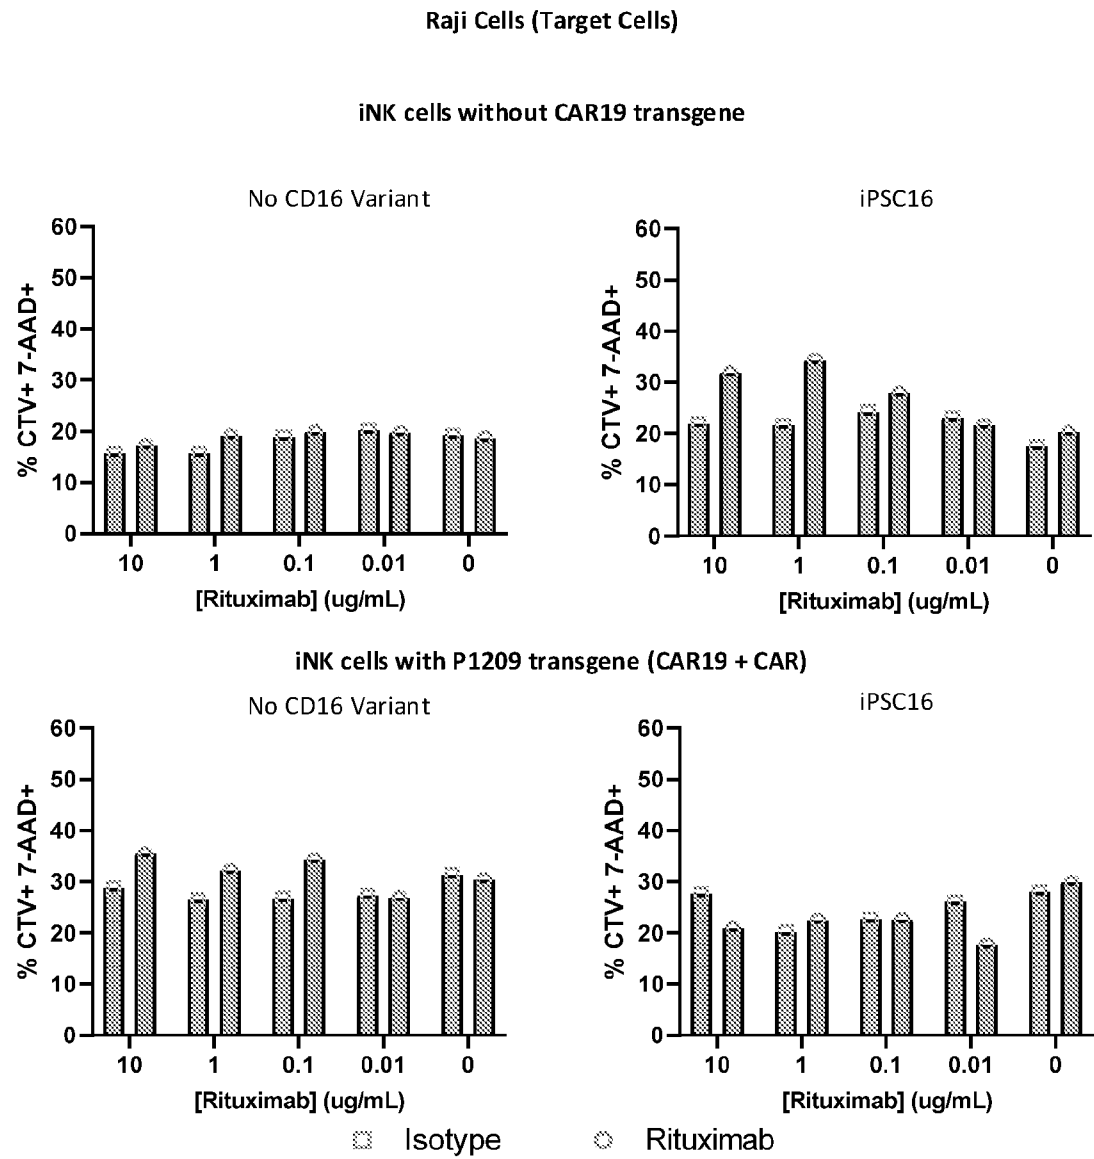 Raji Cells (Target Cells)
iNK cells without CAR19 transgene
No CD16 Variant
60
50
40
30
20
10
0
% CTV+ 7-AAD+
10 1 0.1 0.01 0
[Rituximab] (ug/mL)
iPSC16
60
50
40
30
20
10
0
% CTV+ 7-AAD+
10 1 0.1 0.01 0
[Rituximab] (ug/mL)
iNK cells with P1209 transgene (CAR19 + CAR)
No CD16 Variant
60
50
40
30
20
10
0
% CTV+ 7-AAD+
10 1 0.1 0.01 0
[Rituximab] (ug/mL)
iPSC16
60
50
40
30
20
10
0
% CTV+ 7-AAD+
10 1 0.1 0.01 0
[Rituximab] (ug/mL)
Isotype Rituximab